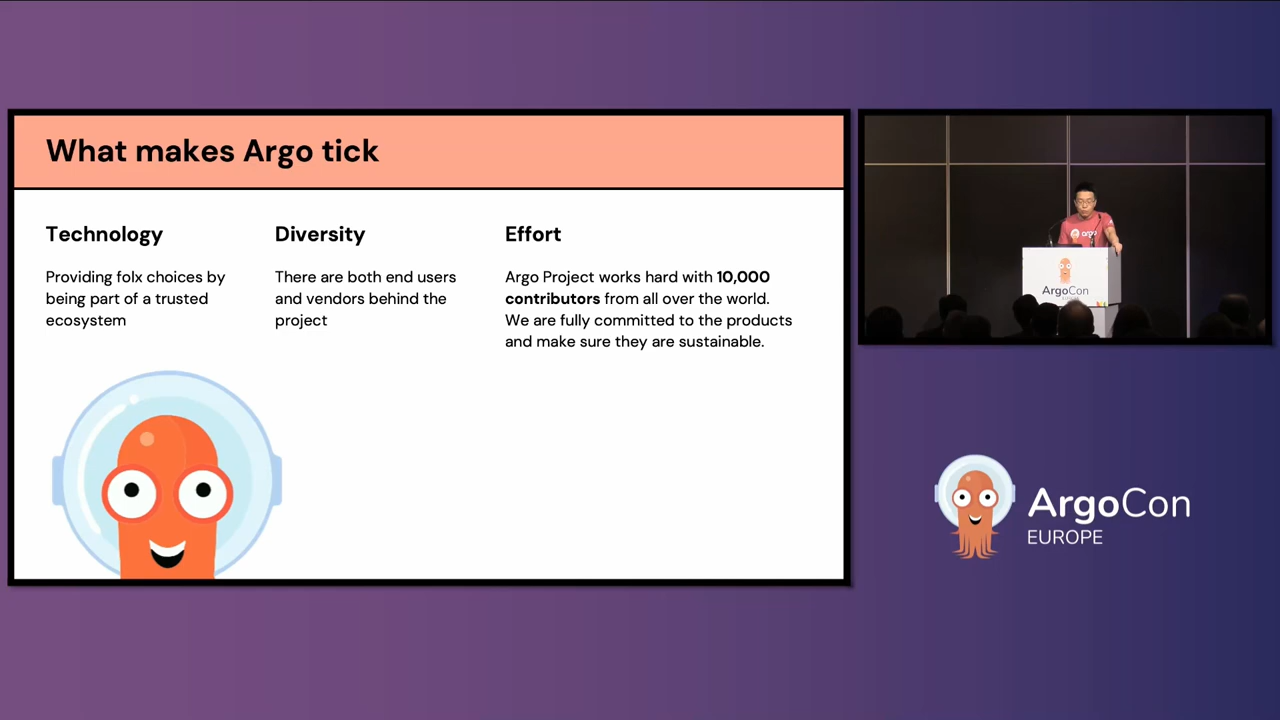 What makes Argo tick
Technology
Providing folx choices by
being part of a trusted
ecosystem
Diversity
There are both end users
and vendors behind the
project
Effort
Argo Project works hard with 10,000
contributors from all over the world.
We are fully committed to the products
and make sure they are sustainable.
argo
ArgoCon
EUROPE
ArgoCon
EUROPE